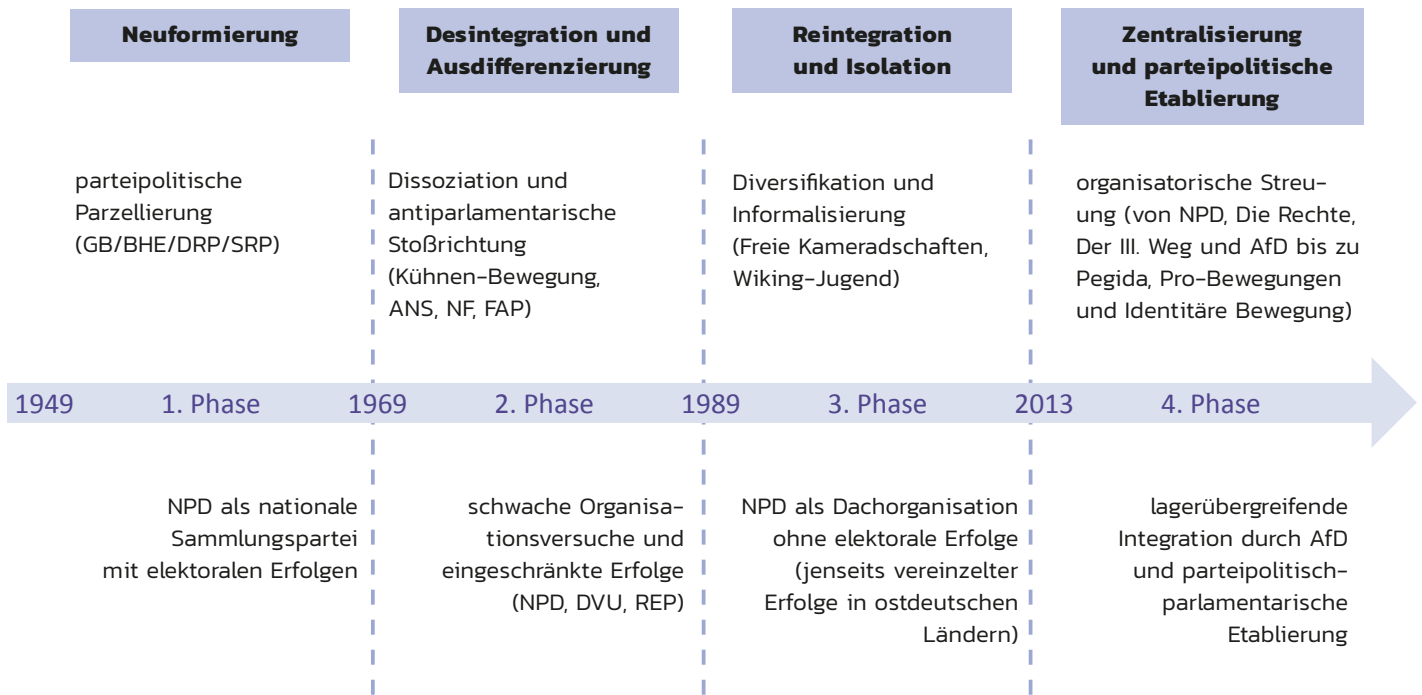 Neuformierung
Desintegration und
Ausdifferenzierung
Reintegration
und Isolation
Zentralisierung
und parteipolitische
Etablierung
parteipolitische
Parzellierung
(GB/BHE/DRP/SRP)
Dissoziation und
antiparlamentarische
Stoßrichtung
(Kühnen-Bewegung,
ANS, NF, FAP)
Diversifikation und
Informalisierung
(Freie Kameradschaften,
Wiking-Jugend)
organisatorische Streu-
ung (von NPD, Die Rechte,
Der III. Weg und AfD bis zu
Pegida, Pro-Bewegungen
und Identitäre Bewegung)
1949 1. Phase 1969 2. Phase 1989 3. Phase 2013 4. Phase
NPD als nationale
Sammlungspartei
mit elektoralen Erfolgen
schwache Organisa-
tionsversuche und
eingeschränkte Erfolge
(NPD, DVU, REP)
NPD als Dachorganisation
ohne elektorale Erfolge
(jenseits vereinzelter
Erfolge in ostdeutschen
Ländern)
lagerübergreifende
Integration durch AfD
und parteipolitisch-
parlamentarische
Etablierung